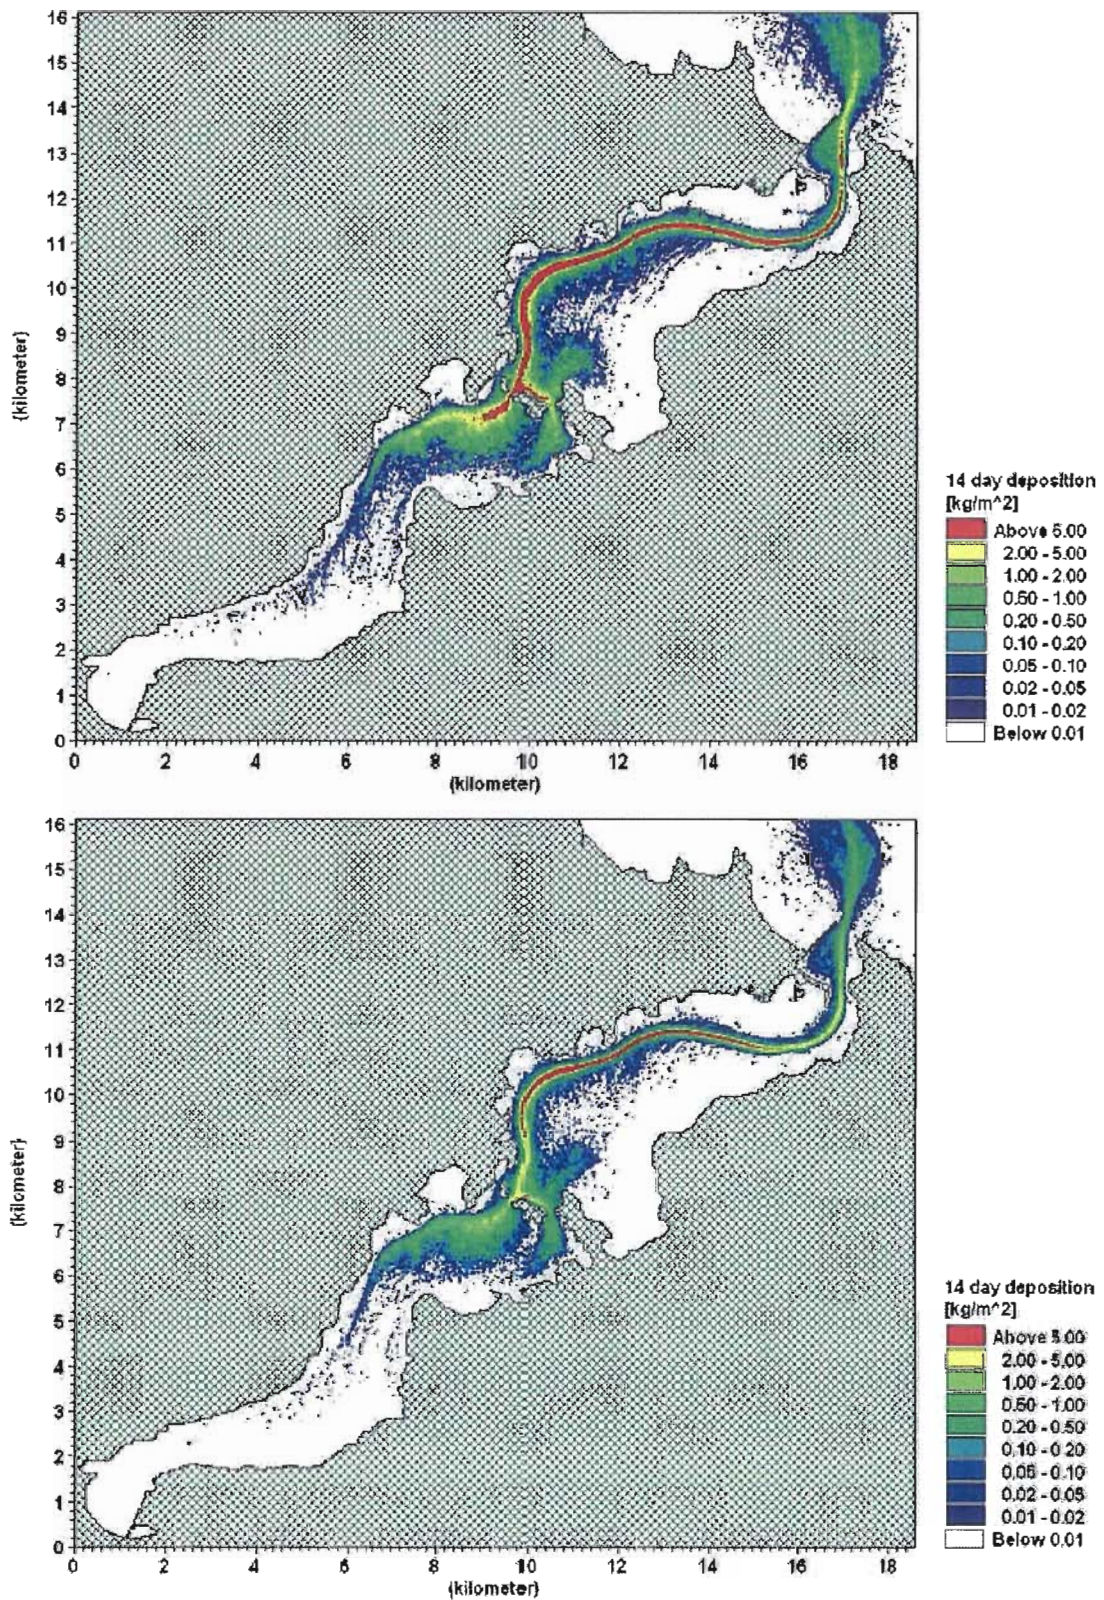 16
15
14
13
12
11
10
9
8
7
6
5
4
3
2
1
0
(kilometer)
0 2 4 6 8 10 12 14 16 18
(kilometer)
14 day deposition
[kg/m^2]
Above 5.00
2.00 - 5.00
1.00 - 2.00
0.50 - 1.00
0.20 - 0.50
0.10 - 0.20
0.05 - 0.10
0.02 - 0.05
0.01 - 0.02
Below 0.01
16
15
14
13
12
11
10
9
8
7
6
5
4
3
2
1
0
(kilometer)
0 2 4 6 8 10 12 14 16 18
(kilometer)
14 day deposition
[kg/m^2]
Above 5.00
2.00 - 5.00
1.00 - 2.00
0.50 - 1.00
0.20 - 0.50
0.10 - 0.20
0.05 - 0.10
0.02 - 0.05
0.01 - 0.02
Below 0.01